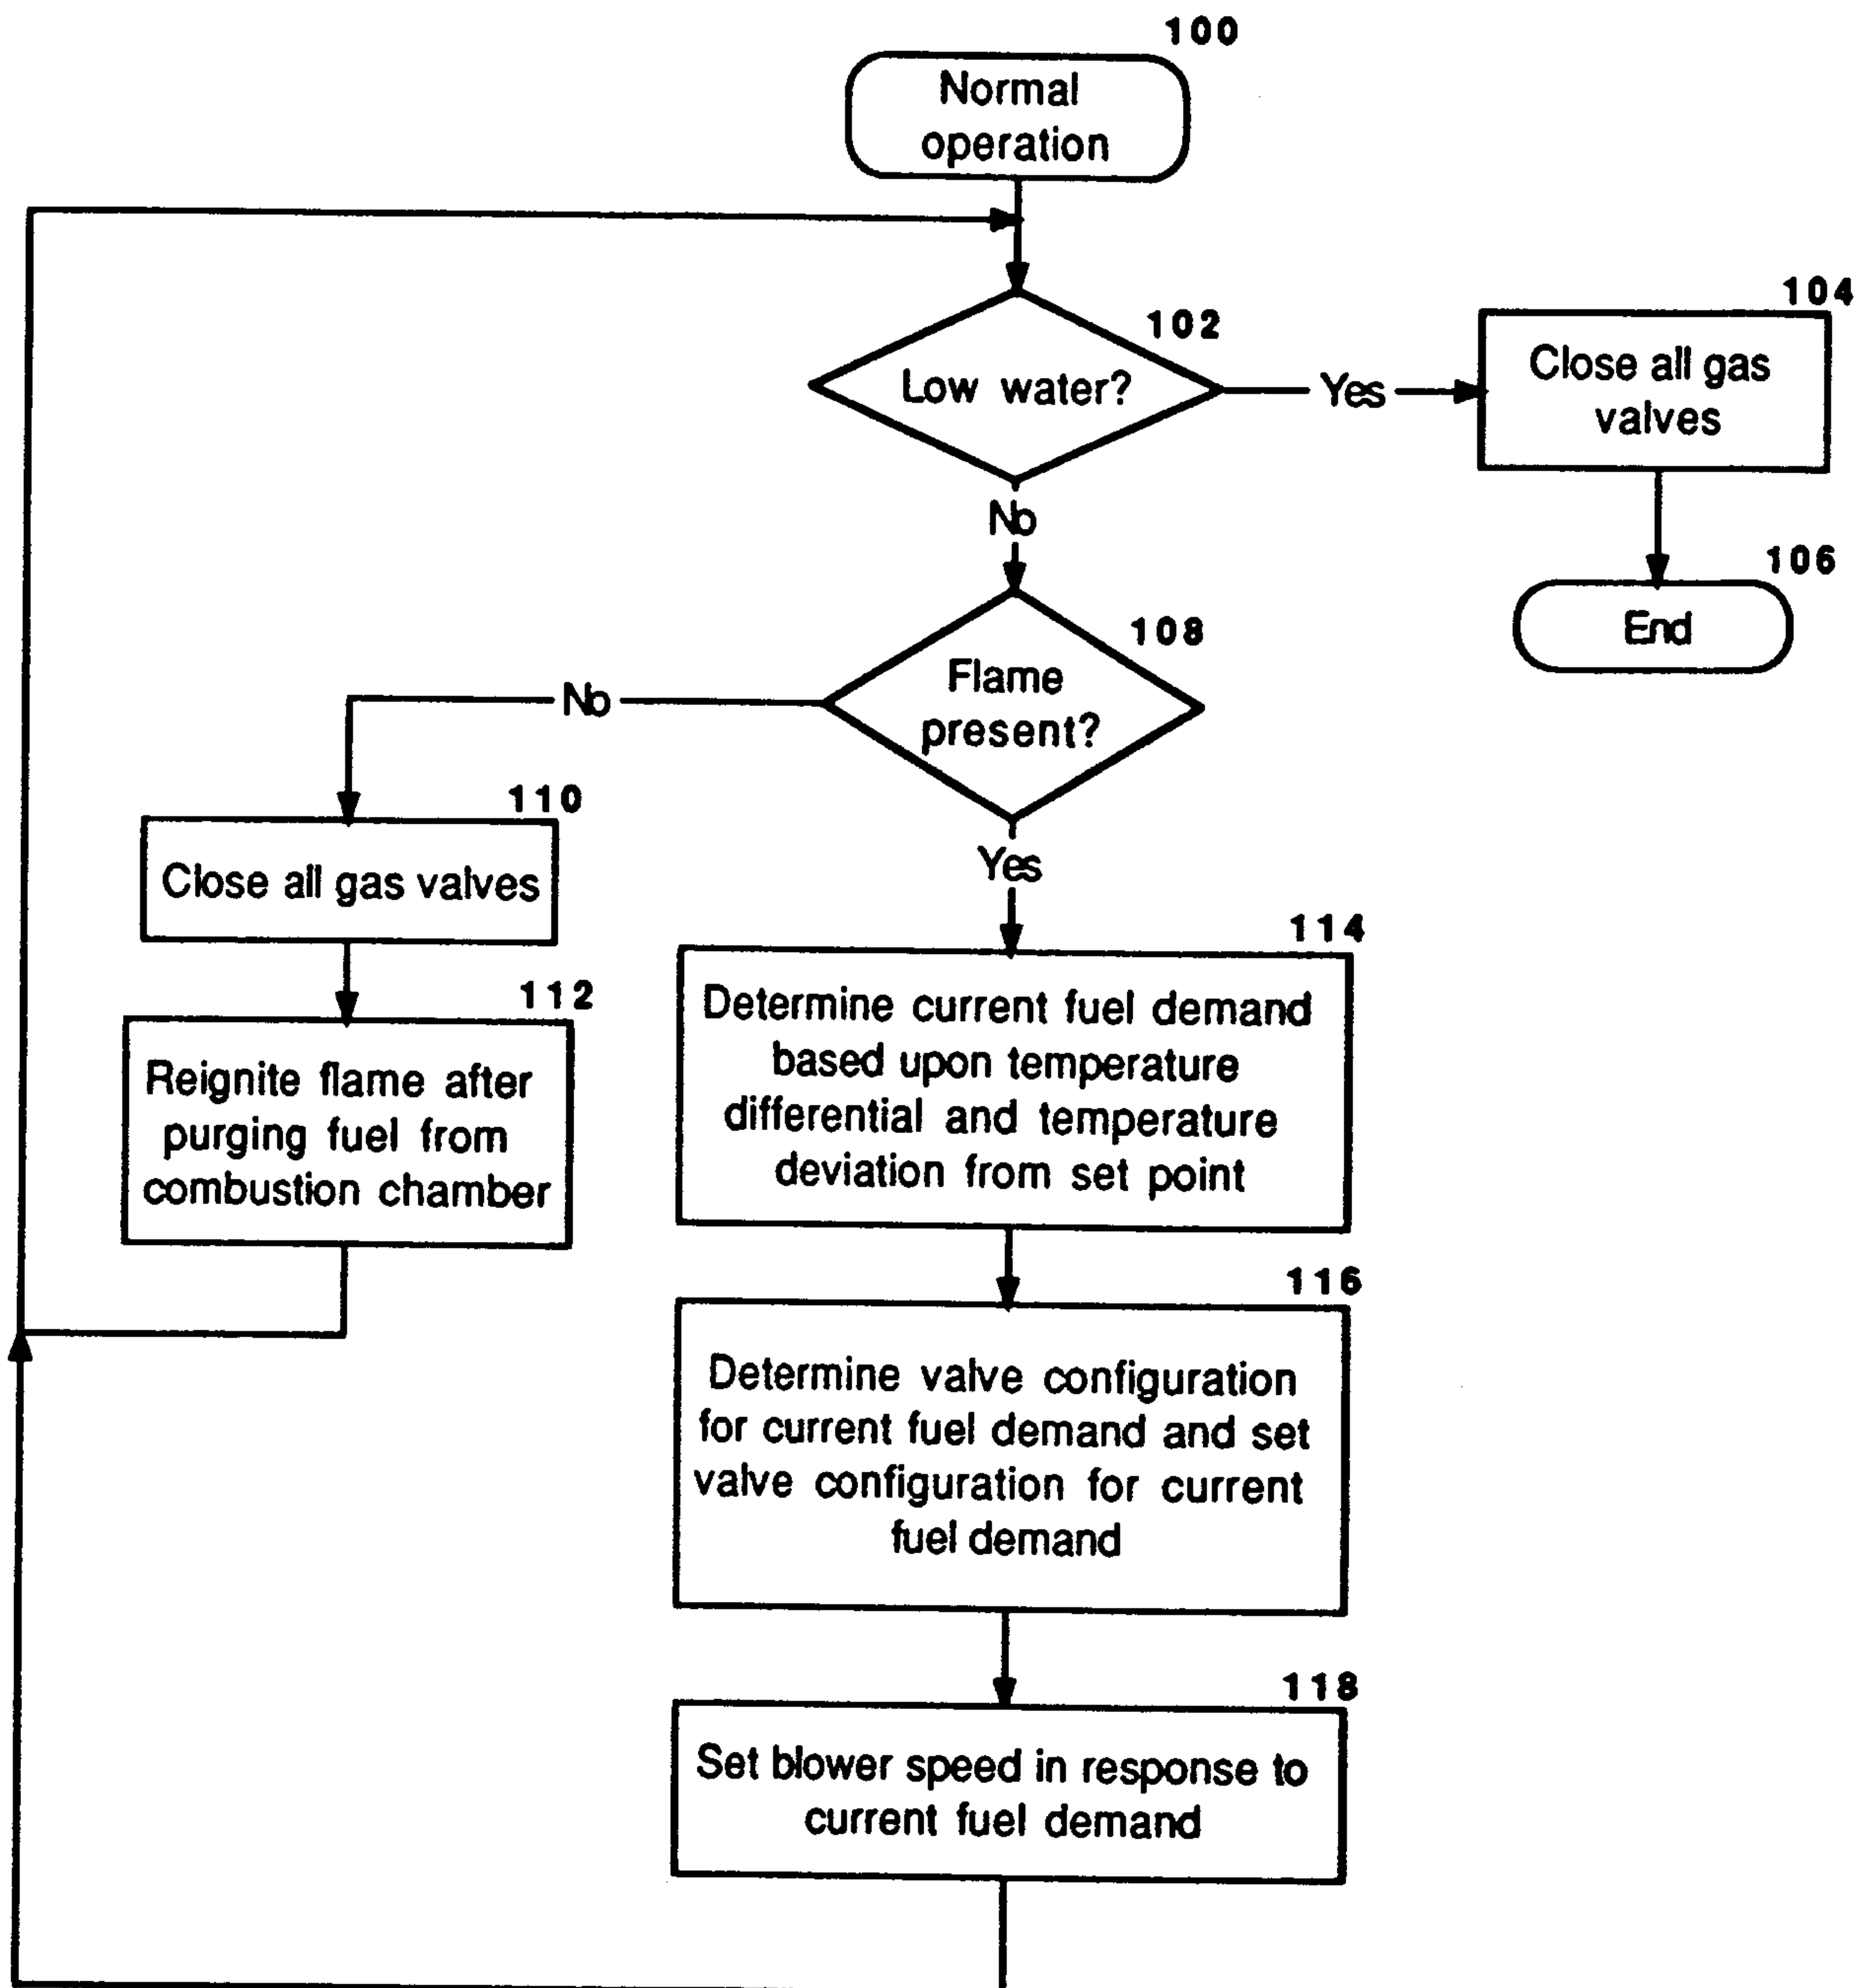 100
Normal
operation
102
Low water?
Yes
104
Close all gas
valves
106
End
No
108
Flame
present?
No
110
Close all gas valves
112
Reignite flame after
purging fuel from
combustion chamber
Yes
114
Determine current fuel demand
based upon temperature
differential and temperature
deviation from set point
116
Determine valve configuration
for current fuel demand and set
valve configuration for current
fuel demand
118
Set blower speed in response to
current fuel demand